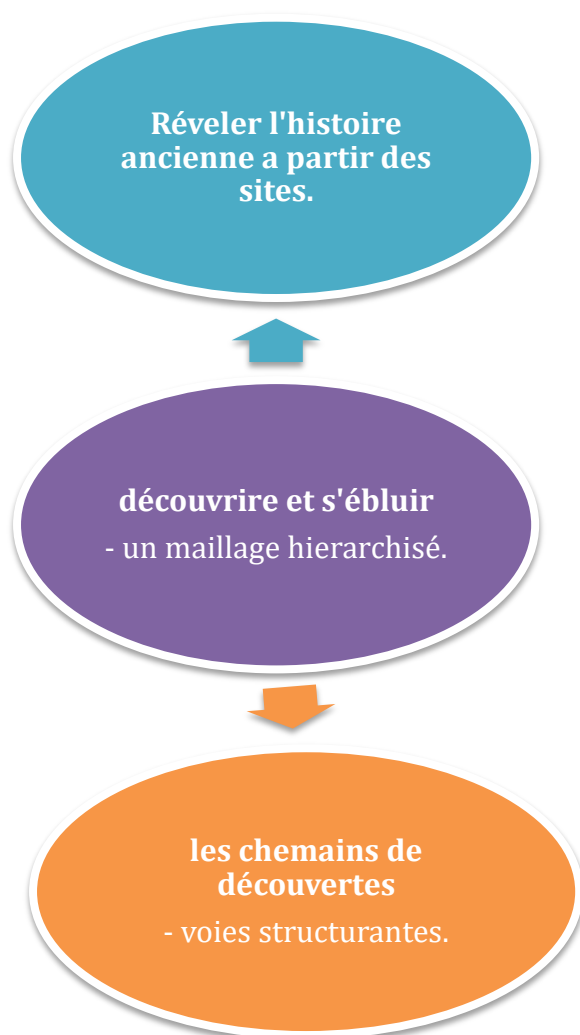 Réveler l'histoire
ancienne a partir des
sites.
découvrire et s'ébluir
- un maillage hierarchisé.
les chemains de
découvertes
- voies structurantes.